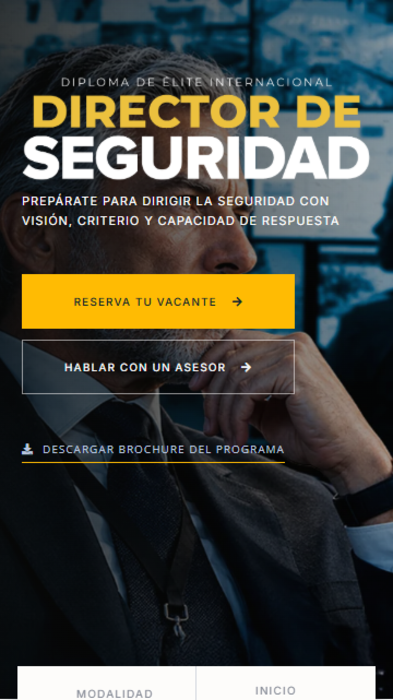 DIPLOMA DE ÉLITE INTERNACIONAL
DIRECTOR DE
SEGURIDAD
PREPÁRATE PARA DIRIGIR LA SEGURIDAD CON
VISIÓN, CRITERIO Y CAPACIDAD DE RESPUESTA
RESERVA TU VACANTE →
HABLAR CON UN ASESOR →
DESCARGAR BROCHURE DEL PROGRAMA
MODALIDAD
INICIO